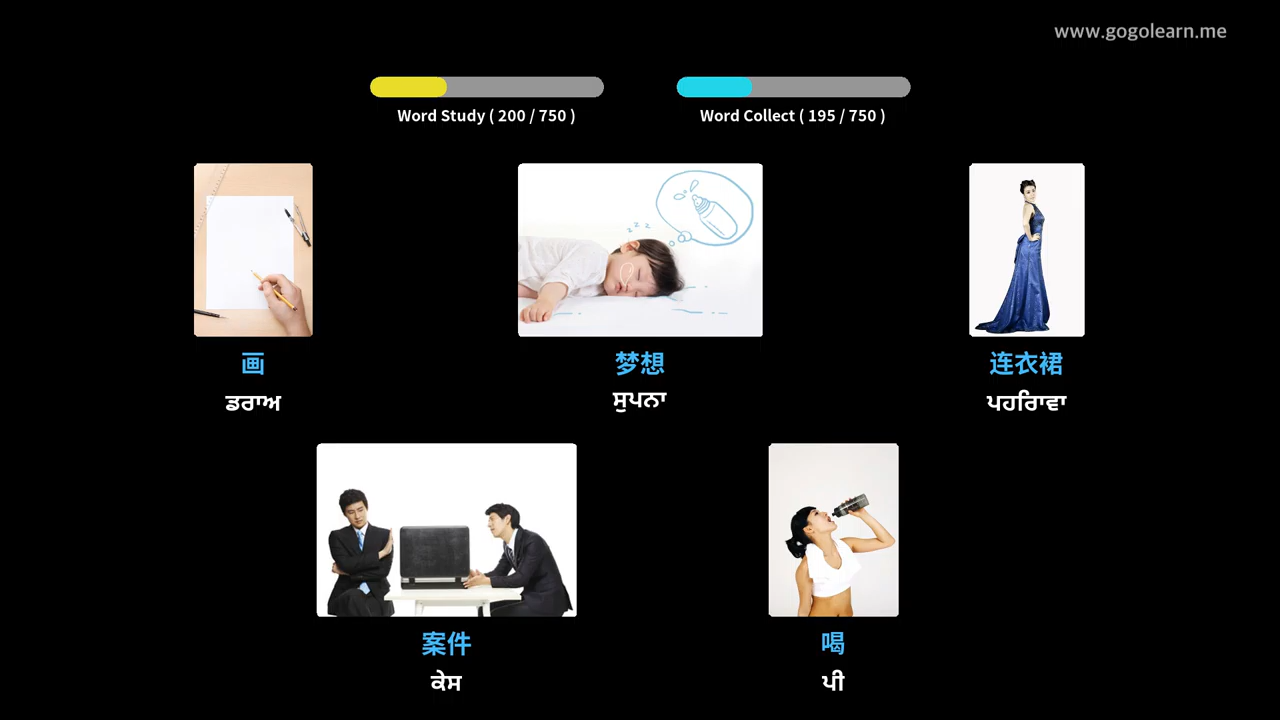 www.gogolearn.me
Word Study ( 200 / 750 )
Word Collect ( 195 / 750 )
画
ਡਰਾਅ
梦想
ਸੁਪਨਾ
连衣裙
ਪਹਰਿਾਵਾ
案件
ਕੇਸ
喝
ਪੀ